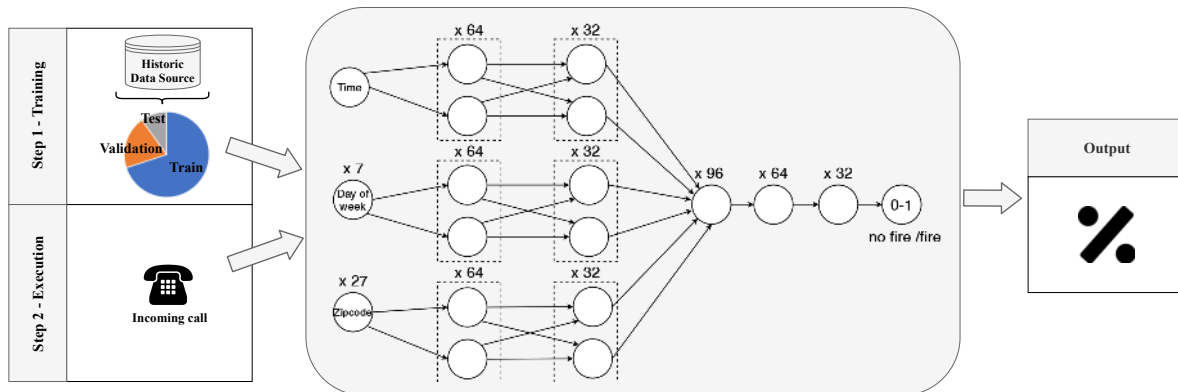 Step 1 - Training
Historic
Data Source
Test
Validation
Train
Step 2 - Execution
Incoming call
x 64
x 32
Time
x 7
x 64
x 32
Day of
week
x 27
x 64
x 32
Zipcode
x 96
x 64
x 32
0-1
no fire /fire
Output
%